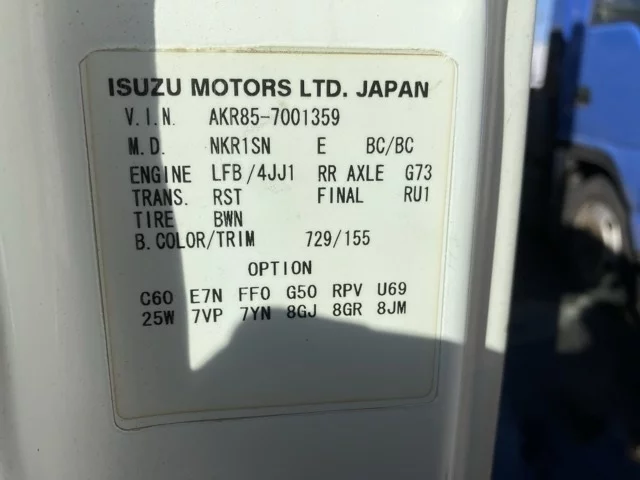 ISUZU MOTORS LTD. JAPAN
V.I.N. AKR85-7001359
M.D. NKR1SN E BC/BC
ENGINE LFB/4JJ1 RR AXLE G73
TRANS. RST FINAL RU1
TIRE BWN
B.COLOR/TRIM 729/155
OPTION
C60 E7N FF0 G50 RPV U69
25W 7VP 7YN 8GJ 8GR 8JM